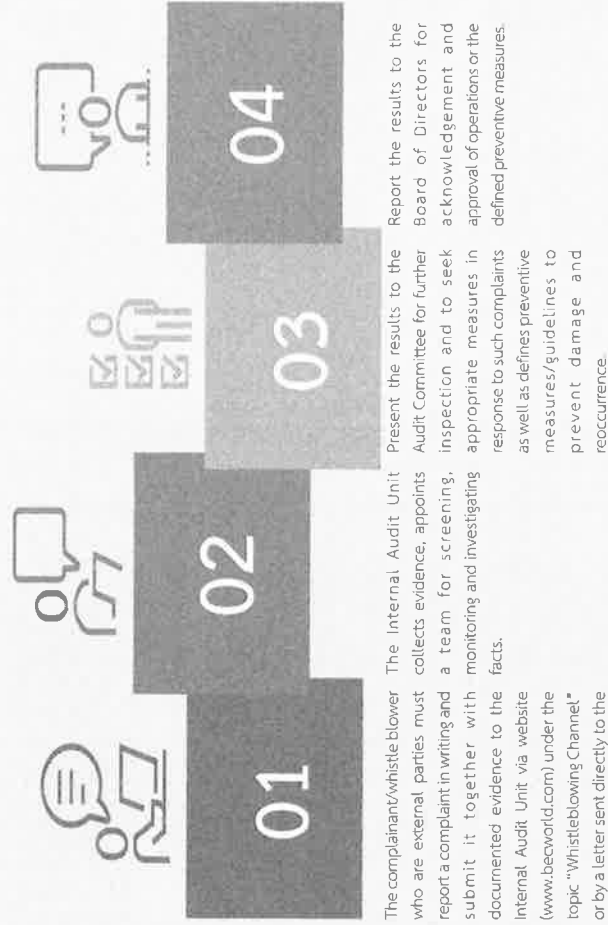 01
The complainant/whistle blower
who are external parties must
report a complaint in writing and
submit it together with
documented evidence to the
Internal Audit Unit via website
(www.becworld.com) under the
topic "Whistleblowing Channel"
or by a letter sent directly to the
02
The Internal Audit Unit
collects evidence, appoints
a team for screening,
monitoring and investigating
facts.
03
Present the results to the
Audit Committee for further
inspection and to seek
appropriate measures in
response to such complaints
as well as defines preventive
measures/guidelines to
prevent damage and
reoccurrence.
04
Report the results to the
Board of Directors for
acknowledgement and
approval of operations or the
defined preventive measures.